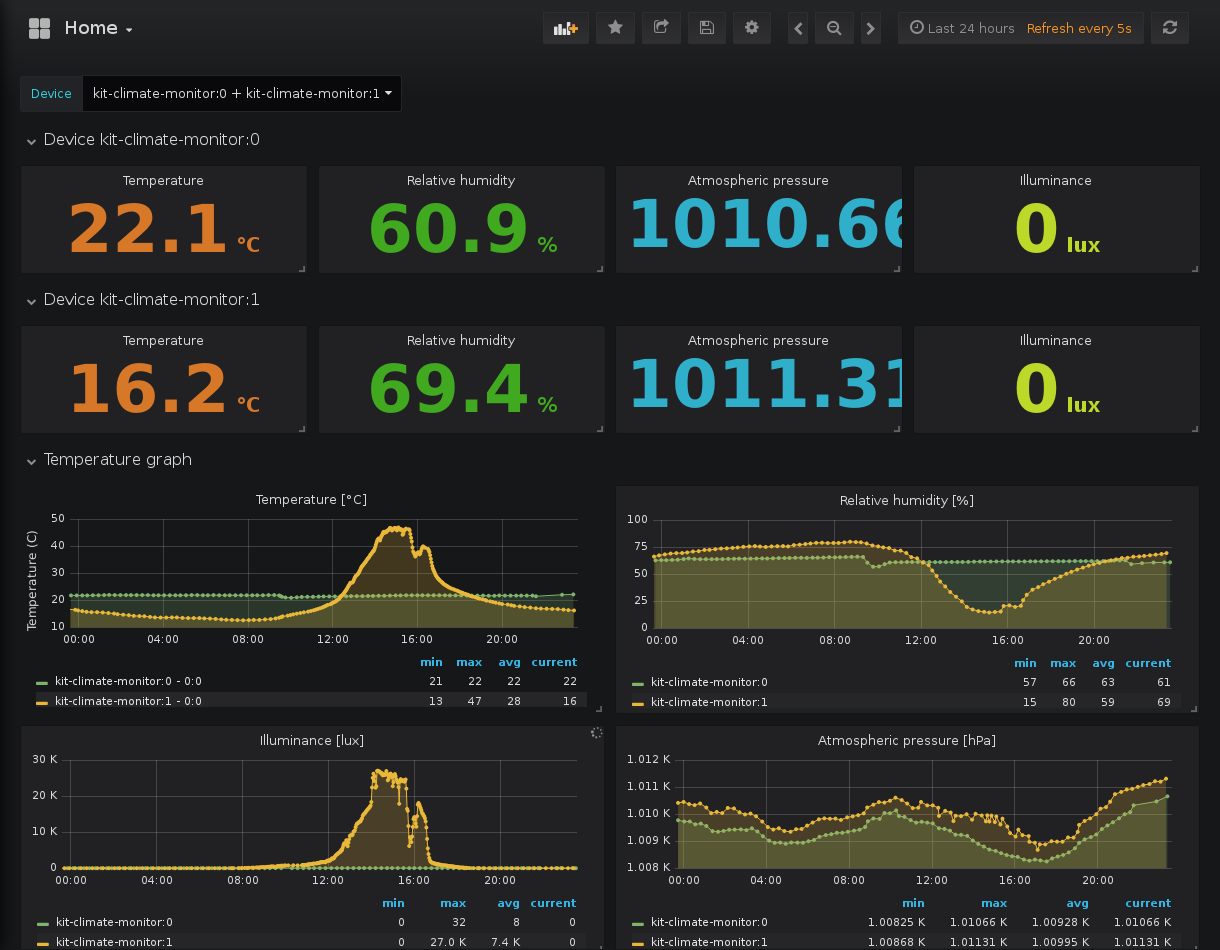 Home
Last 24 hours Refresh every 5s
Device kit-climate-monitor:0 + kit-climate-monitor:1
Device kit-climate-monitor:0
Temperature Relative humidity Atmospheric pressure Illuminance
22.1 °C 60.9 % 1010.66 0 lux
Device kit-climate-monitor:1
Temperature Relative humidity Atmospheric pressure Illuminance
16.2 °C 69.4 % 1011.31 0 lux
Temperature graph
Temperature [°C]
Temperature (C)
50
40
30
20
10
00:00 04:00 08:00 12:00 16:00 20:00
min max avg current
kit-climate-monitor:0 - 0:0 21 22 22 22
kit-climate-monitor:1 - 0:0 13 47 28 16
Relative humidity [%]
100
75
50
25
0
00:00 04:00 08:00 12:00 16:00 20:00
min max avg current
kit-climate-monitor:0 57 66 63 61
kit-climate-monitor:1 15 80 59 69
Illuminance [lux]
30 K
20 K
10 K
0
00:00 04:00 08:00 12:00 16:00 20:00
min max avg current
kit-climate-monitor:0 0 32 8 0
kit-climate-monitor:1 0 27.0 K 7.4 K 0
Atmospheric pressure [hPa]
1.012 K
1.011 K
1.010 K
1.009 K
1.008 K
00:00 04:00 08:00 12:00 16:00 20:00
min max avg current
kit-climate-monitor:0 1.00825 K 1.01066 K 1.00928 K 1.01066 K
kit-climate-monitor:1 1.00868 K 1.01131 K 1.00995 K 1.01131 K